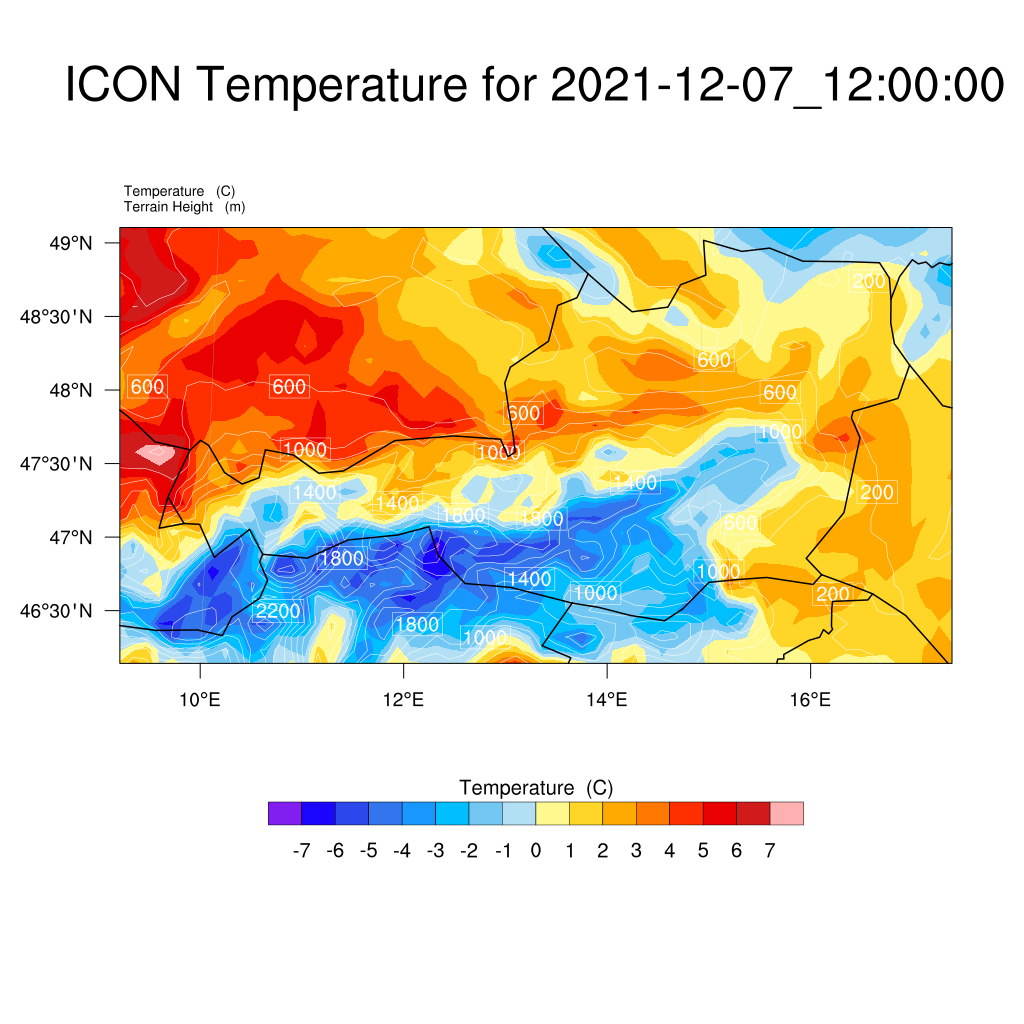 ICON Temperature for 2021-12-07_12:00:00
Temperature (C)
Terrain Height (m)
49°N
48°30'N
48°N
47°30'N
47°N
46°30'N
200
600
600
600
600
600
1000
1000
1000
1400
1400
1400
200
1800
1800
600
1800
1000
1400
1000
200
2200
1800
1000
10°E 12°E 14°E 16°E
Temperature (C)
-7 -6 -5 -4 -3 -2 -1 0 1 2 3 4 5 6 7